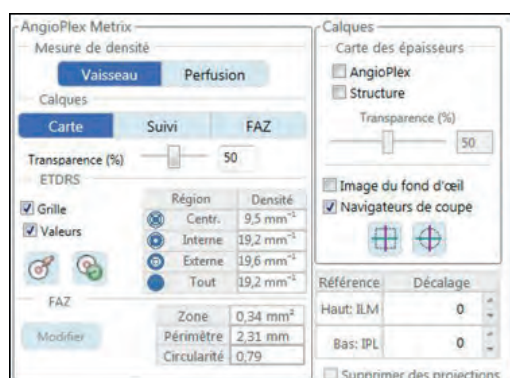 AngioPlex Metrix
Mesure de densité
Vaisseau Perfusion
Calques
Carte Suivi FAZ
Transparence (%) 50
ETDRS
Grille
Valeurs
Région Densité
Centr. 9,5 mm⁻¹
Interne 19,2 mm⁻¹
Externe 19,6 mm⁻¹
Tout 19,2 mm⁻¹
FAZ
Modifier
Zone 0,34 mm²
Périmètre 2,31 mm
Circularité 0,79
Calques
Carte des épaisseurs
AngioPlex
Structure
Transparence (%)
50
Image du fond d'œil
Navigateurs de coupe
Référence Décalage
Haut: ILM 0
Bas: IPL 0
Supprimer des projections